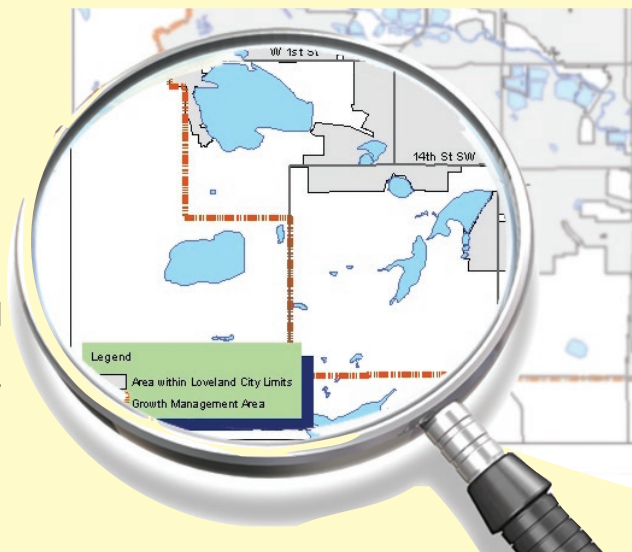 W 1st St
14th St SW
Legend
Area within Loveland City Limits
Growth Management Area